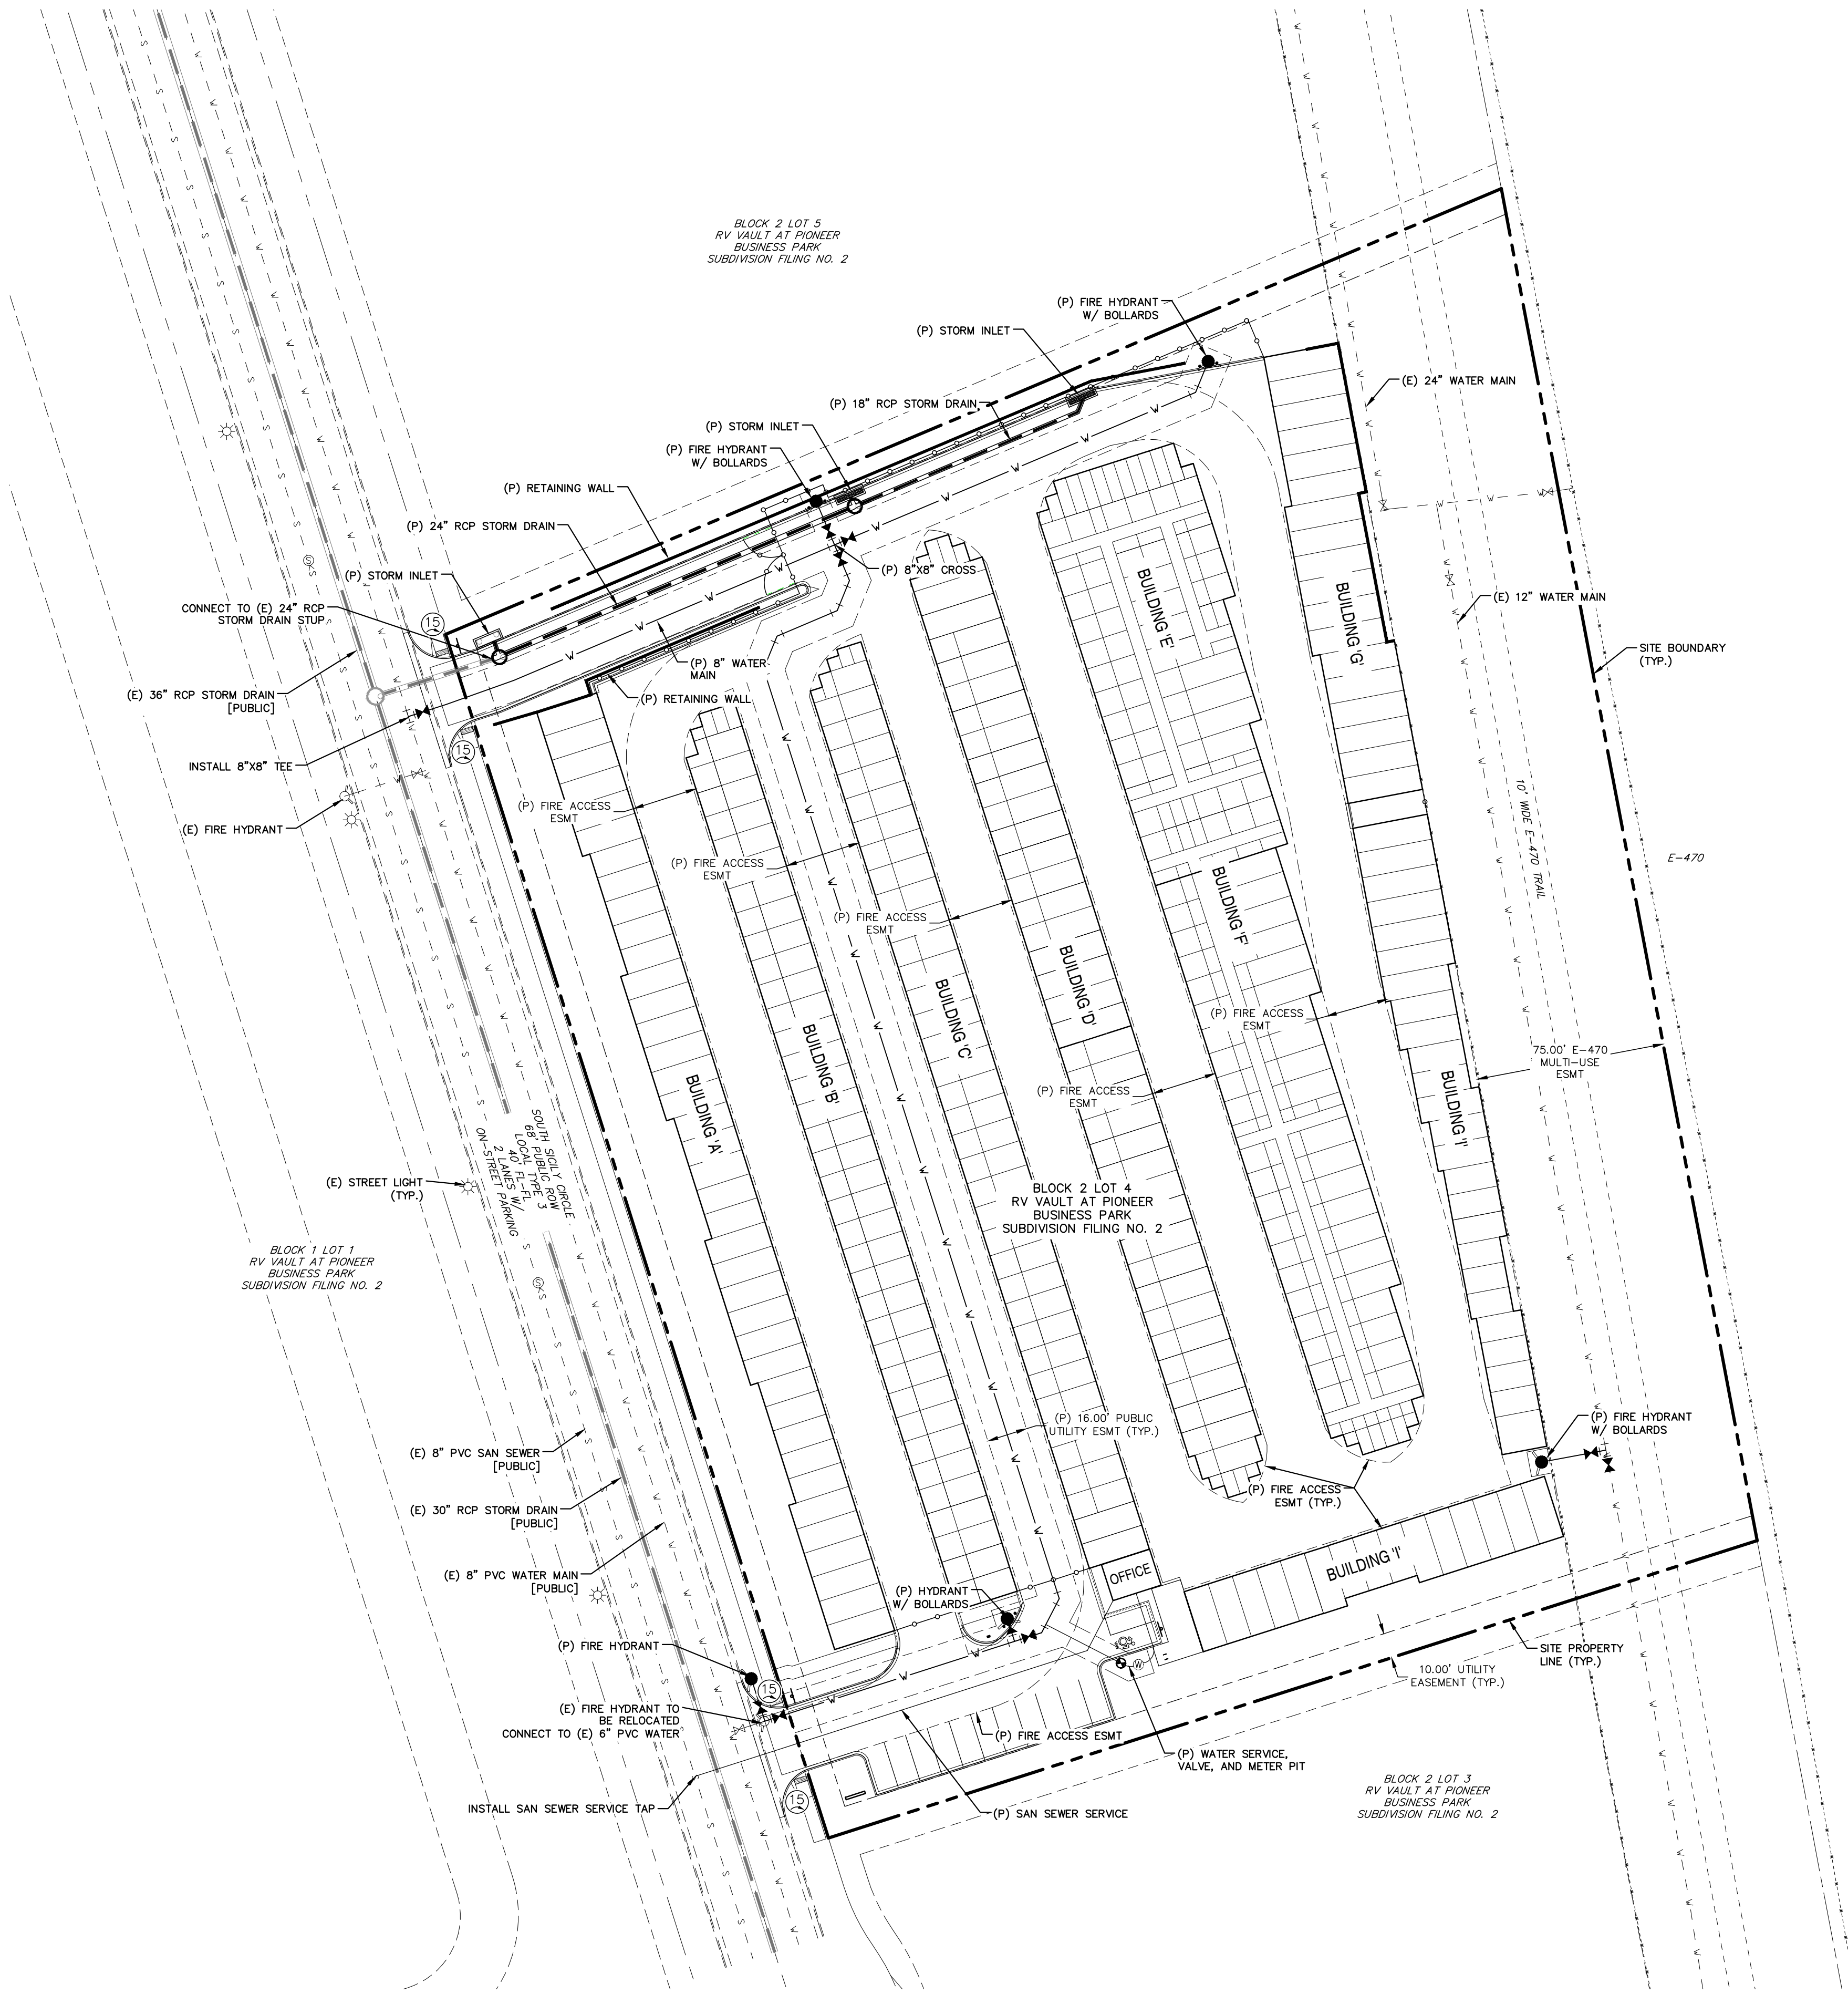 BLOCK 2 LOT 5
RV VAULT AT PIONEER
BUSINESS PARK
SUBDIVISION FILING NO. 2
(P) FIRE HYDRANT
W/ BOLLARDS
(P) STORM INLET
(E) 24" WATER MAIN
(P) 18" RCP STORM DRAIN
(P) STORM INLET
(P) FIRE HYDRANT
W/ BOLLARDS
(P) RETAINING WALL
(P) 24" RCP STORM DRAIN
(P) 8"X8" CROSS
(P) STORM INLET
CONNECT TO (E) 24" RCP
STORM DRAIN STUP
15
(E) 12" WATER MAIN
BUILDING 'E'
BUILDING 'G'
SITE BOUNDARY
(TYP.)
(P) 8" WATER
MAIN
(P) RETAINING WALL
(E) 36" RCP STORM DRAIN
[PUBLIC]
15
INSTALL 8"X8" TEE
(E) FIRE HYDRANT
(P) FIRE ACCESS
ESMT
(P) FIRE ACCESS
ESMT
(P) FIRE ACCESS
ESMT
10' WIDE E-470 TRAIL
E-470
BUILDING 'F'
BUILDING 'D'
BUILDING 'C'
BUILDING 'B'
BUILDING 'A'
(P) FIRE ACCESS
ESMT
75.00' E-470
MULTI-USE
ESMT
(P) FIRE ACCESS
ESMT
BUILDING 'I'
SOUTH SICILY CIRCLE
68' PUBLIC ROW
LOCAL TYPE 3
40' FL-FL
2 LANES W/
ON-STREET PARKING
(E) STREET LIGHT
(TYP.)
BLOCK 2 LOT 4
RV VAULT AT PIONEER
BUSINESS PARK
SUBDIVISION FILING NO. 2
BLOCK 1 LOT 1
RV VAULT AT PIONEER
BUSINESS PARK
SUBDIVISION FILING NO. 2
(P) 16.00' PUBLIC
UTILITY ESMT (TYP.)
(P) FIRE HYDRANT
W/ BOLLARDS
(E) 8" PVC SAN SEWER
[PUBLIC]
(P) FIRE ACCESS
ESMT (TYP.)
(E) 30" RCP STORM DRAIN
[PUBLIC]
(E) 8" PVC WATER MAIN
[PUBLIC]
OFFICE
BUILDING 'I'
(P) HYDRANT
W/ BOLLARDS
(P) FIRE HYDRANT
15
SITE PROPERTY
LINE (TYP.)
10.00' UTILITY
EASEMENT (TYP.)
(E) FIRE HYDRANT TO
BE RELOCATED
CONNECT TO (E) 6" PVC WATER
(P) FIRE ACCESS ESMT
(P) WATER SERVICE,
VALVE, AND METER PIT
INSTALL SAN SEWER SERVICE TAP
15
(P) SAN SEWER SERVICE
BLOCK 2 LOT 3
RV VAULT AT PIONEER
BUSINESS PARK
SUBDIVISION FILING NO. 2